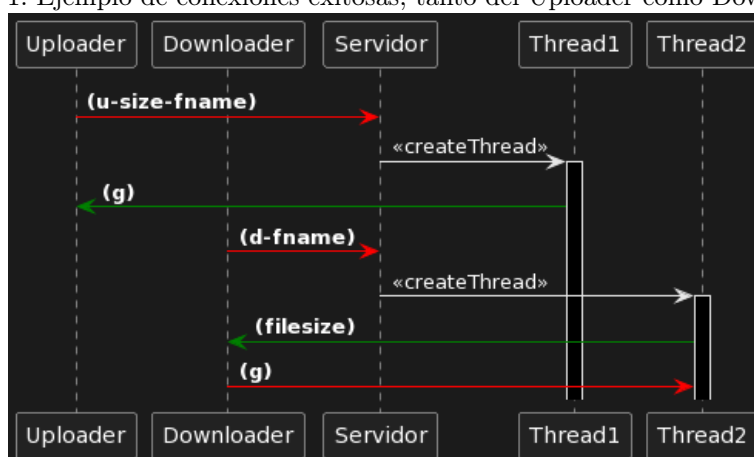 1. Ejemplo de conexiones exitosas, tanto del Uploader como Dow
Uploader Downloader Servidor Thread1 Thread2
(u-size-fname)
«createThread»
(g)
(d-fname)
«createThread»
(filesize)
(g)
Uploader Downloader Servidor Thread1 Thread2